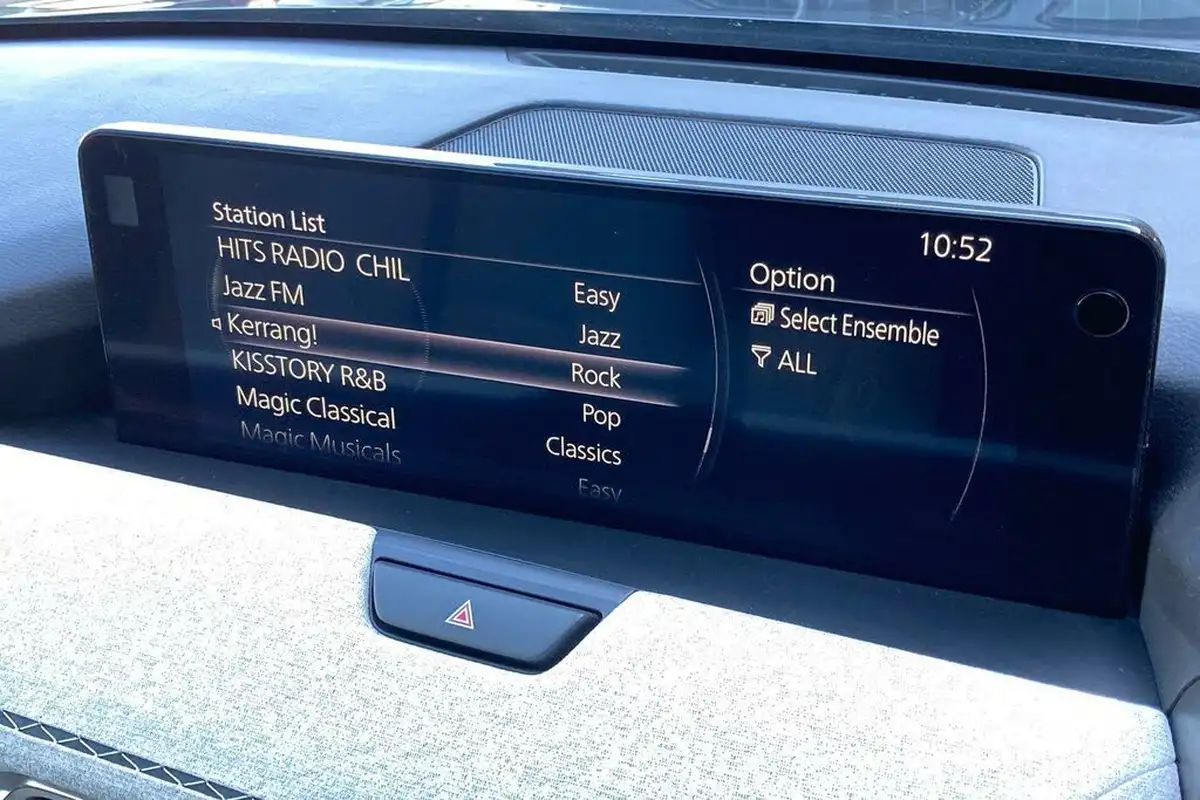 Station List
HITS RADIO CHIL Easy
Jazz FM Jazz
Kerrang! Rock
KISSTORY R&B Pop
Magic Classical Classics
Magic Musicals Easy
10:52
Option
Select Ensemble
ALL